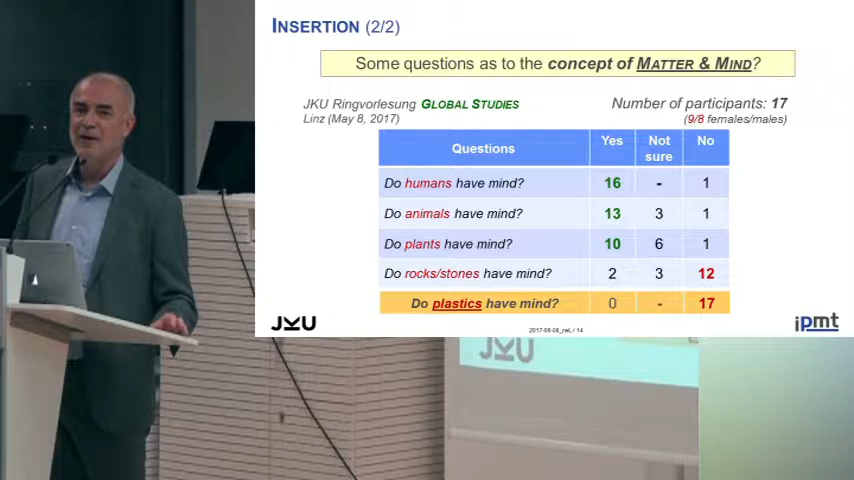 INSERTION (2/2)
Some questions as to the concept of MATTER & MIND?
JKU Ringvorlesung GLOBAL STUDIES
Linz (May 8, 2017)
Number of participants: 17
(9/8 females/males)
Questions Yes Not sure No
Do humans have mind? 16 - 1
Do animals have mind? 13 3 1
Do plants have mind? 10 6 1
Do rocks/stones have mind? 2 3 12
Do plastics have mind? 0 - 17
JKU
ipmt
JKU